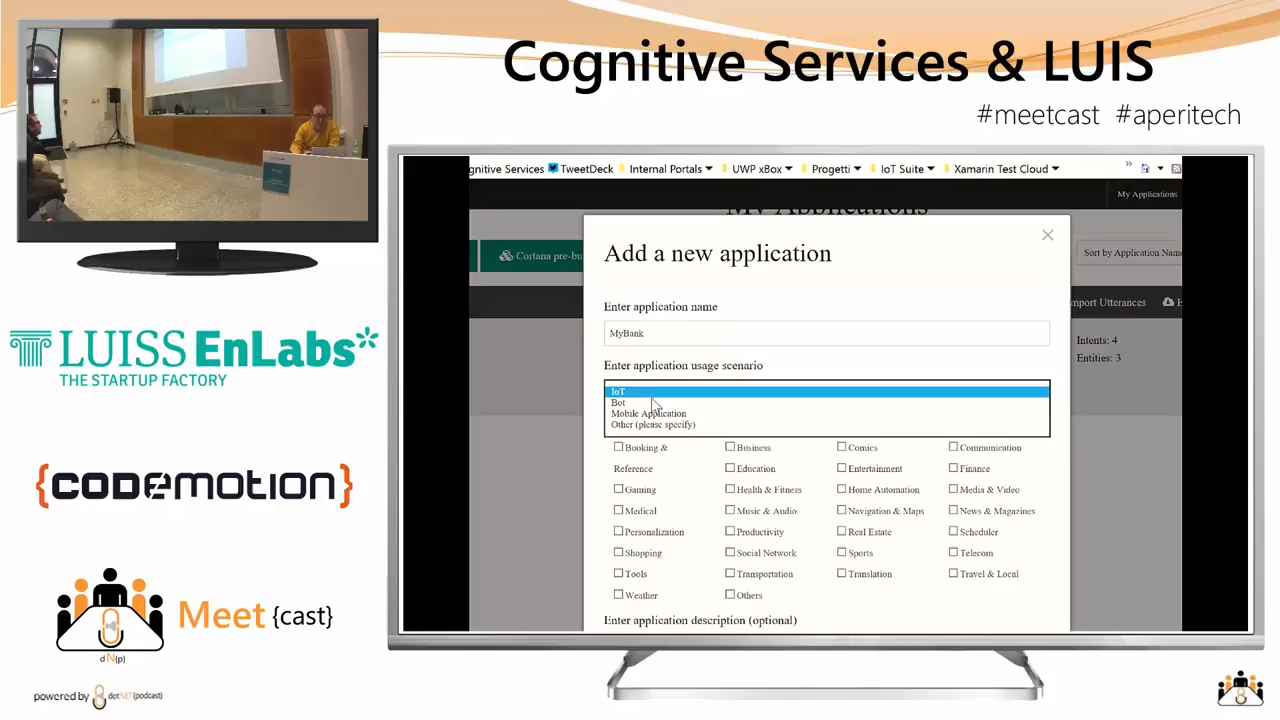 Cognitive Services & LUIS
#meetcast #aperitech
gnitive Services TweetDeck Internal Portals UWP xBox Progetti IoT Suite Xamarin Test Cloud »
My Applications
My Applications
Cortana pre-bu
Sort by Application Name
Add a new application
Enter application name
MyBank
mport Utterances
Intents: 4
Entities: 3
Enter application usage scenario
IoT
Bot
Mobile Application
Other (please specify)
Booking & Business Comics Communication
Reference Education Entertainment Finance
Gaming Health & Fitness Home Automation Media & Video
Medical Music & Audio Navigation & Maps News & Magazines
Personalization Productivity Real Estate Scheduler
Shopping Social Network Sports Telecom
Tools Transportation Translation Travel & Local
Weather Others
Enter application description (optional)
LUISS EnLabs*
THE STARTUP FACTORY
{CODEMOTION}
Meet {cast}
dN(p)
powered by dotNET{podcast}